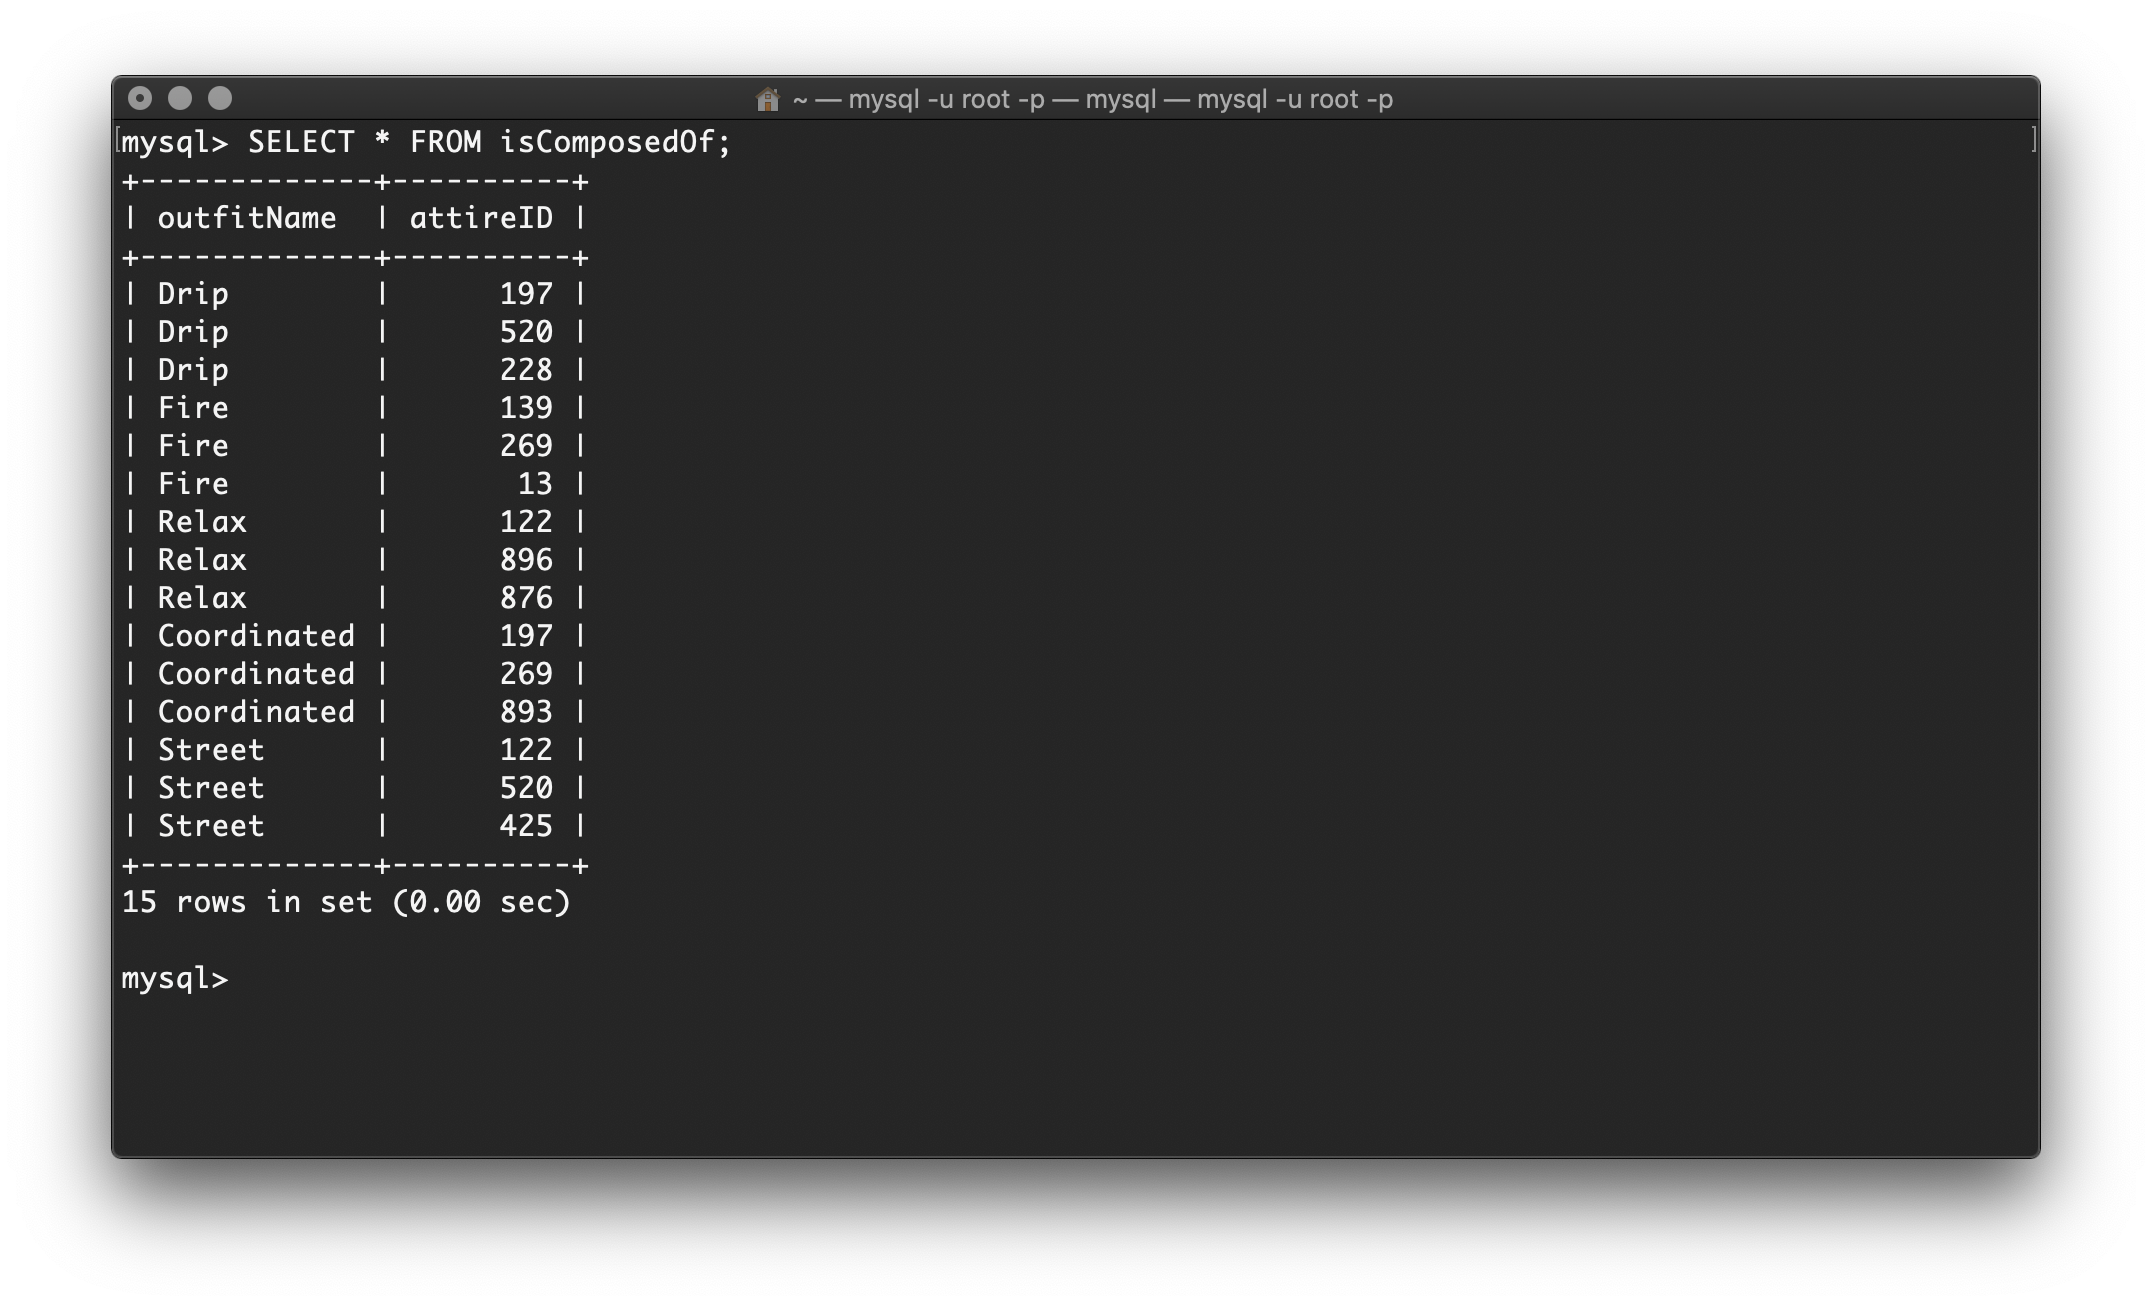 ~ — mysql -u root -p — mysql — mysql -u root -p
mysql> SELECT * FROM isComposedOf;
+-------------+----------+
| outfitName  | attireID |
+-------------+----------+
| Drip        |      197 |
| Drip        |      520 |
| Drip        |      228 |
| Fire        |      139 |
| Fire        |      269 |
| Fire        |       13 |
| Relax       |      122 |
| Relax       |      896 |
| Relax       |      876 |
| Coordinated |      197 |
| Coordinated |      269 |
| Coordinated |      893 |
| Street      |      122 |
| Street      |      520 |
| Street      |      425 |
+-------------+----------+
15 rows in set (0.00 sec)
mysql>